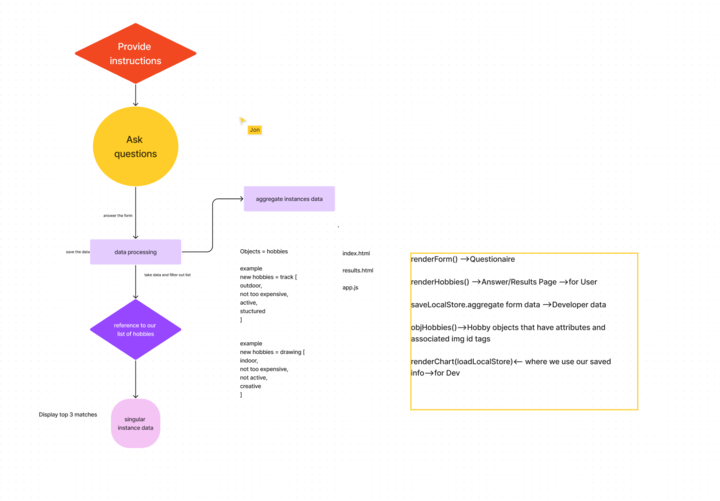 Provide
instructions
Ask
questions
Jon
answer the form
aggregate instances data
save the data
data processing
take data and filter out list
reference to our
list of hobbies
Display top 3 matches
singular
instance data
Objects = hobbies
example
new hobbies = track [
outdoor,
not too expensive,
active,
stuctured
]
example
new hobbies = drawing [
indoor,
not too expensive,
not active,
creative
]
index.html
results.html
app.js
renderForm() —>Questionaire
renderHobbies() —>Answer/Results Page —>for User
saveLocalStore.aggregate form data —>Developer data
objHobbies()—>Hobby objects that have attributes and
associated img id tags
renderChart(loadLocalStore)<— where we use our saved
info—>for Dev